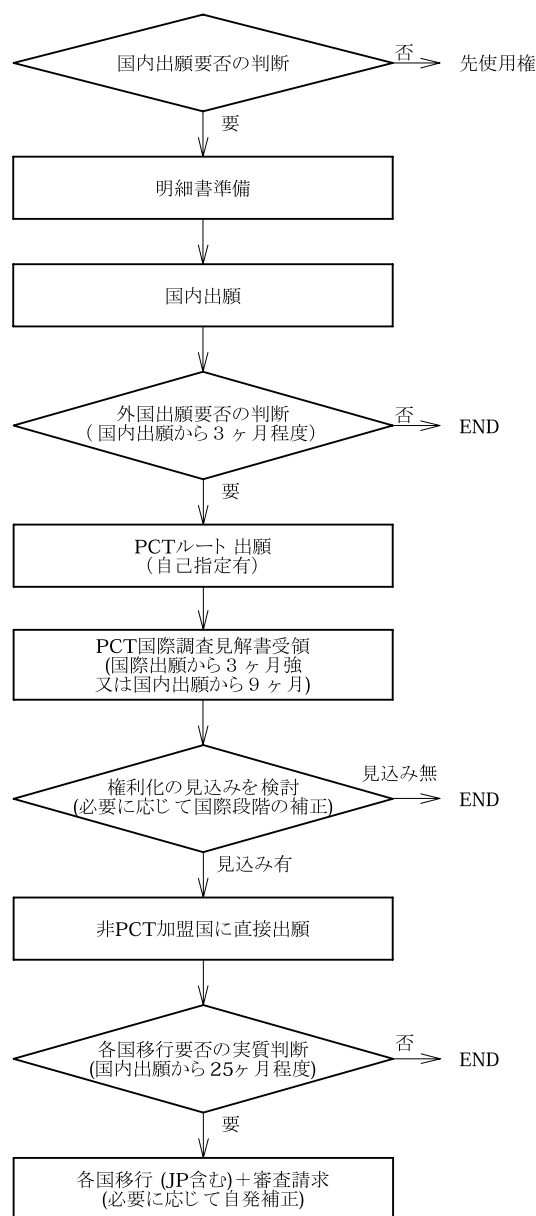 国内出願要否の判断
否
先使用権
要
明細書準備
国内出願
外国出願要否の判断
(国内出願から3ヶ月程度)
否
END
要
PCTルート出願
(自己指定有)
PCT国際調査見解書受領
(国際出願から3ヶ月強
又は国内出願から9ヶ月)
権利化の見込みを検討
(必要に応じて国際段階の補正)
見込み無
END
見込み有
非PCT加盟国に直接出願
各国移行要否の実質判断
(国内出願から25ヶ月程度)
否
END
要
各国移行 (JP含む)+審査請求
(必要に応じて自発補正)